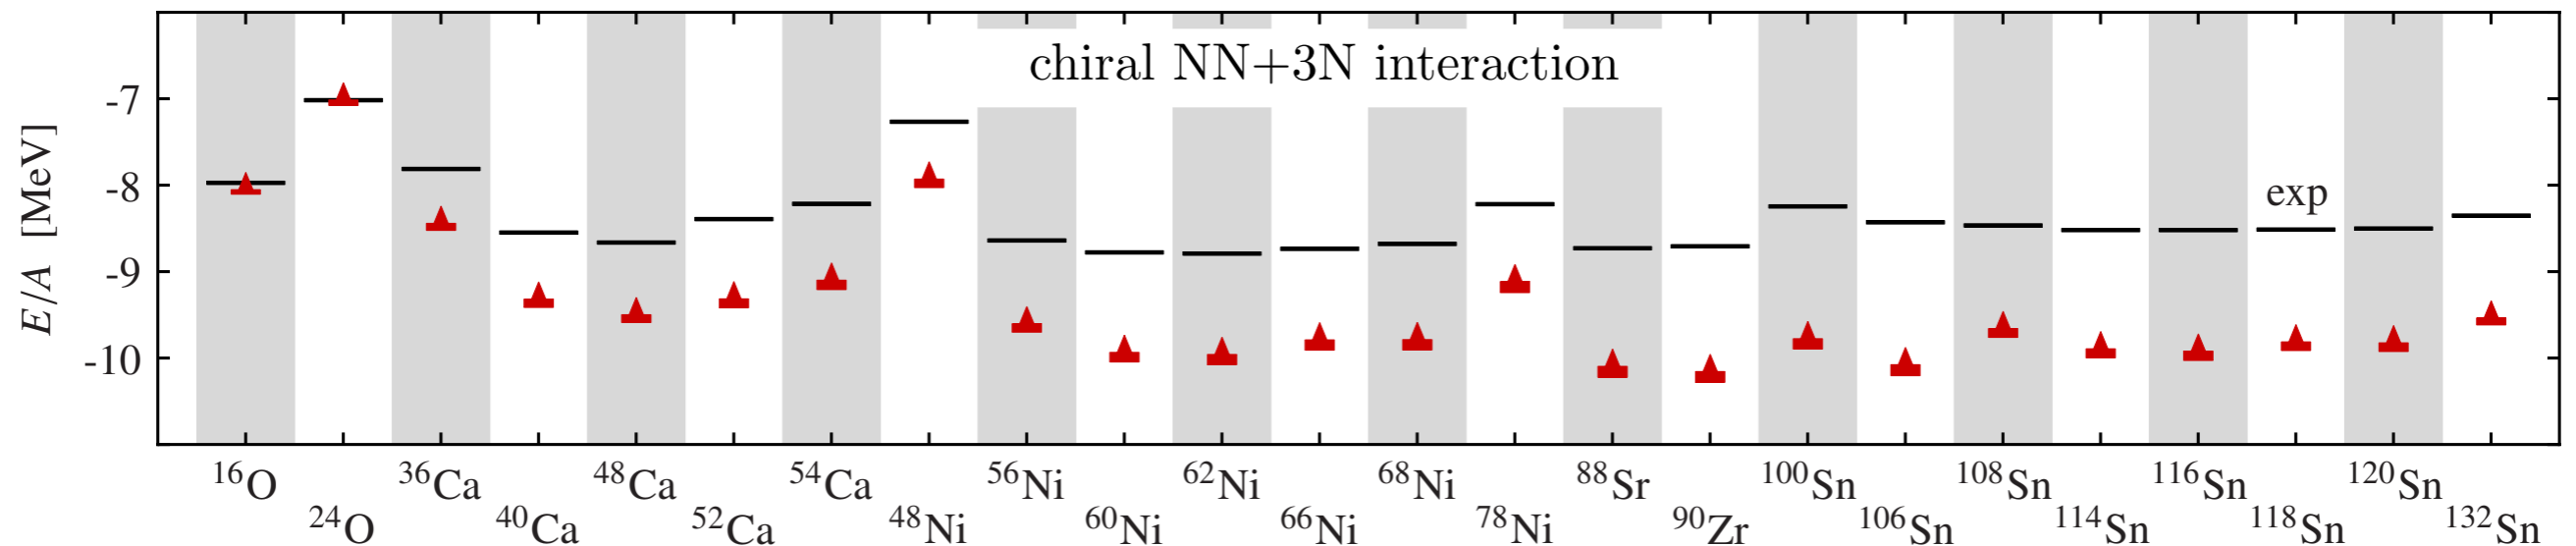 chiral NN+3N interaction
E/A [MeV]
-7
-8
-9
-10
exp
¹⁶O ³⁶Ca ⁴⁸Ca ⁵⁴Ca ⁵⁶Ni ⁶²Ni ⁶⁸Ni ⁸⁸Sr ¹⁰⁰Sn ¹⁰⁸Sn ¹¹⁶Sn ¹²⁰Sn
²⁴O ⁴⁰Ca ⁵²Ca ⁴⁸Ni ⁶⁰Ni ⁶⁶Ni ⁷⁸Ni ⁹⁰Zr ¹⁰⁶Sn ¹¹⁴Sn ¹¹⁸Sn ¹³²Sn